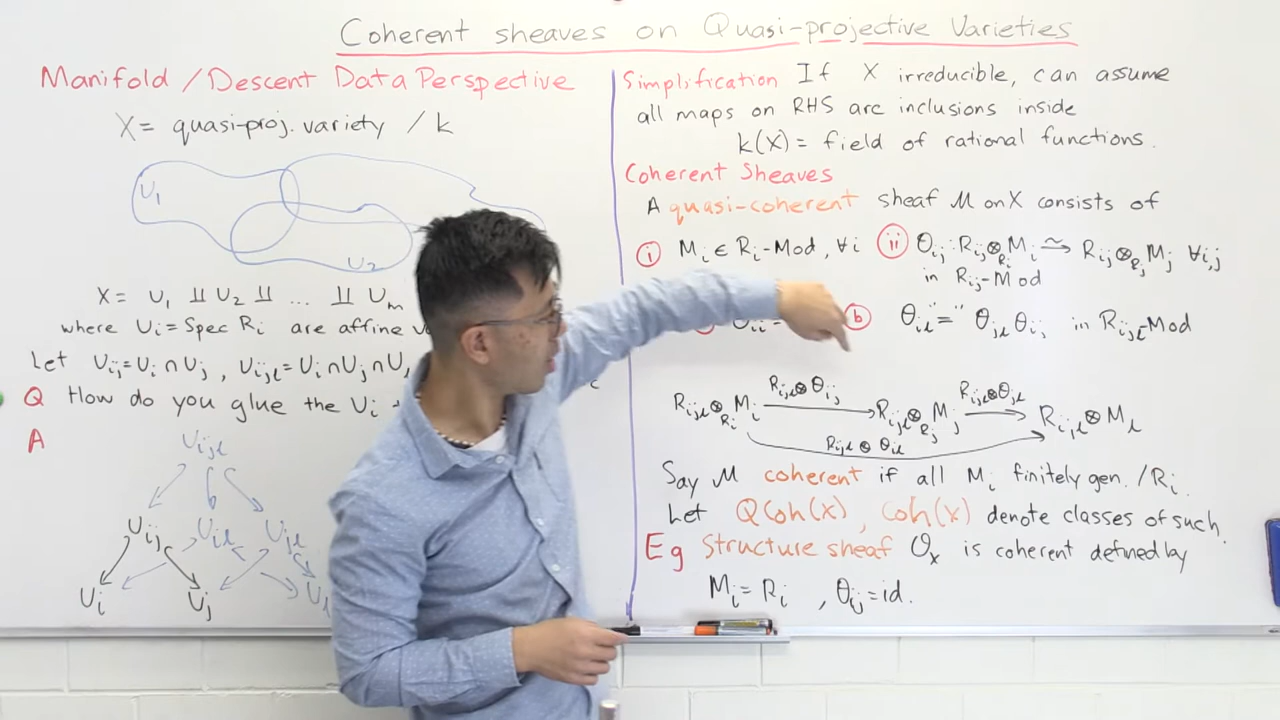 Coherent sheaves on Quasi-projective Varieties
Manifold / Descent Data Perspective
X = quasi-proj. variety / k
U₁
U₂
X = U₁ ⨿ U₂ ⨿ ... ⨿ Uₘ
where Uᵢ = Spec Rᵢ are affine
Let Uᵢⱼ = Uᵢ ∩ Uⱼ , Uᵢⱼₗ = Uᵢ ∩ Uⱼ ∩ U
Q How do you glue the Uᵢ
A
Uᵢⱼₗ
Uᵢⱼ Uᵢₗ Uⱼₗ
Uᵢ Uⱼ Uₗ
Simplification If X irreducible, can assume
all maps on RHS are inclusions inside
k(X) = field of rational functions.
Coherent Sheaves
A quasi-coherent sheaf M on X consists of
(i) Mᵢ ∈ Rᵢ-Mod, ∀i (ii) θᵢⱼ : Rᵢⱼ ⊗_{Rᵢ} Mᵢ ≃→ Rᵢⱼ ⊗_{Rⱼ} Mⱼ ∀i,j
in Rᵢⱼ-Mod
(b) θᵢₗ "=" θⱼₗ θᵢⱼ in Rᵢⱼₗ Mod
Rᵢⱼₗ ⊗ θᵢⱼ Rᵢⱼₗ ⊗ θⱼₗ
Rᵢⱼₗ ⊗_{Rᵢ} Mᵢ → Rᵢⱼₗ ⊗_{Rⱼ} Mⱼ → Rᵢⱼₗ ⊗ Mₗ
Rᵢⱼₗ ⊗ θᵢₗ
Say M coherent if all Mᵢ finitely gen. / Rᵢ.
Let QCoh(X), Coh(X) denote classes of such.
Eg Structure sheaf Oₓ is coherent defined by
Mᵢ = Rᵢ , θᵢⱼ = id.